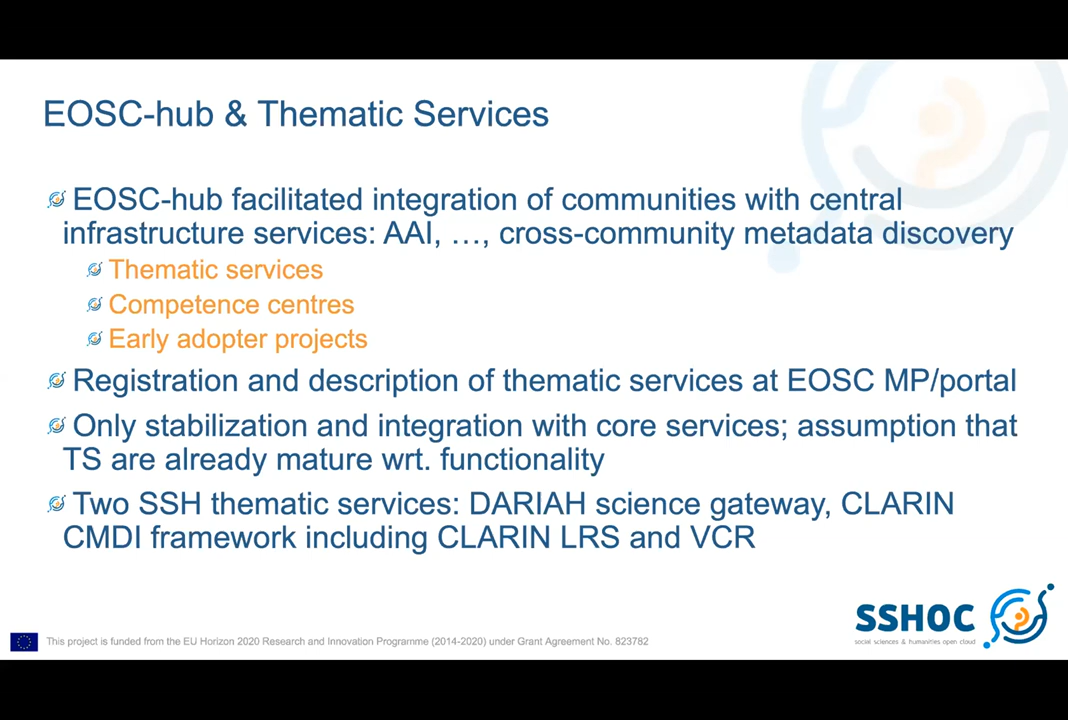 EOSC-hub & Thematic Services
EOSC-hub facilitated integration of communities with central
infrastructure services: AAI, …, cross-community metadata discovery
Thematic services
Competence centres
Early adopter projects
Registration and description of thematic services at EOSC MP/portal
Only stabilization and integration with core services; assumption that
TS are already mature wrt. functionality
Two SSH thematic services: DARIAH science gateway, CLARIN
CMDI framework including CLARIN LRS and VCR
SSHOC
social sciences & humanities open cloud
This project is funded from the EU Horizon 2020 Research and Innovation Programme (2014-2020) under Grant Agreement No. 823782